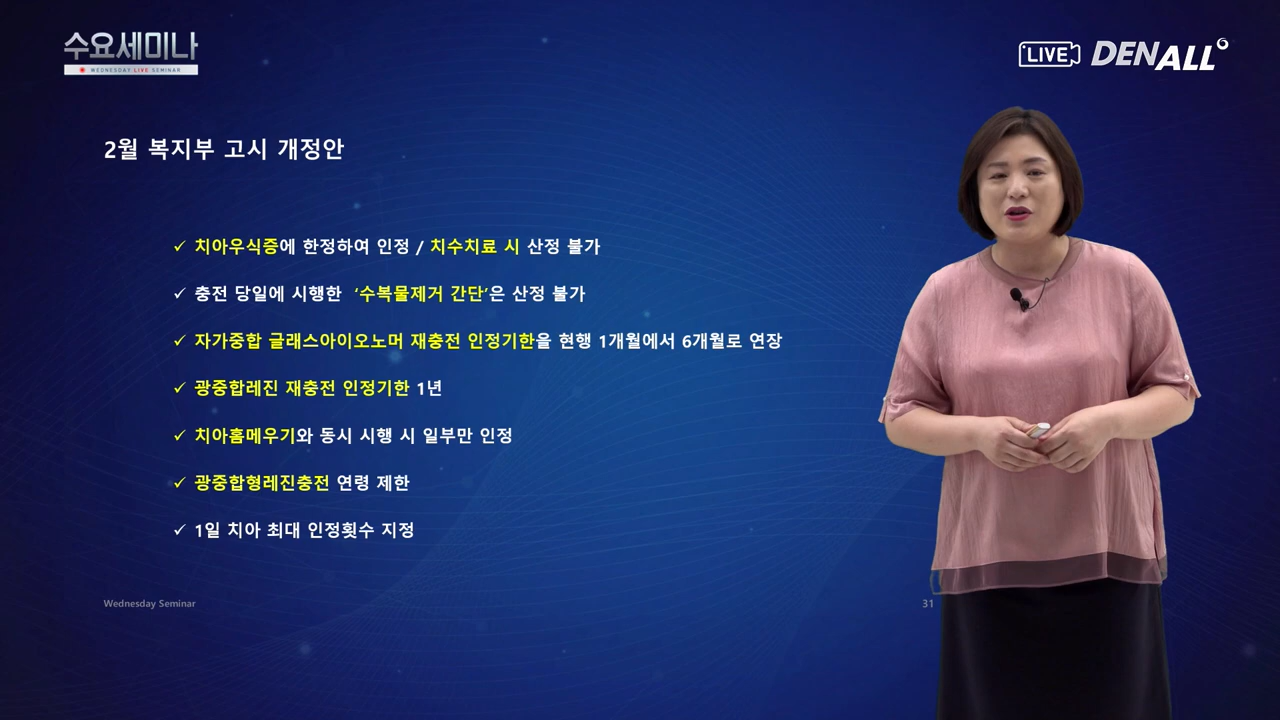 수요세미나
WEDNESDAY LIVE SEMINAR
LIVE DENALL
2월 복지부 고시 개정안
✓ 치아우식증에 한정하여 인정 / 치수치료 시 산정 불가
✓ 충전 당일에 시행한 ‘수복물제거 간단’은 산정 불가
✓ 자가중합 글래스아이오노머 재충전 인정기한을 현행 1개월에서 6개월로 연장
✓ 광중합레진 재충전 인정기한 1년
✓ 치아홈메우기와 동시 시행 시 일부만 인정
✓ 광중합형레진충전 연령 제한
✓ 1일 치아 최대 인정횟수 지정
Wednesday Seminar
31